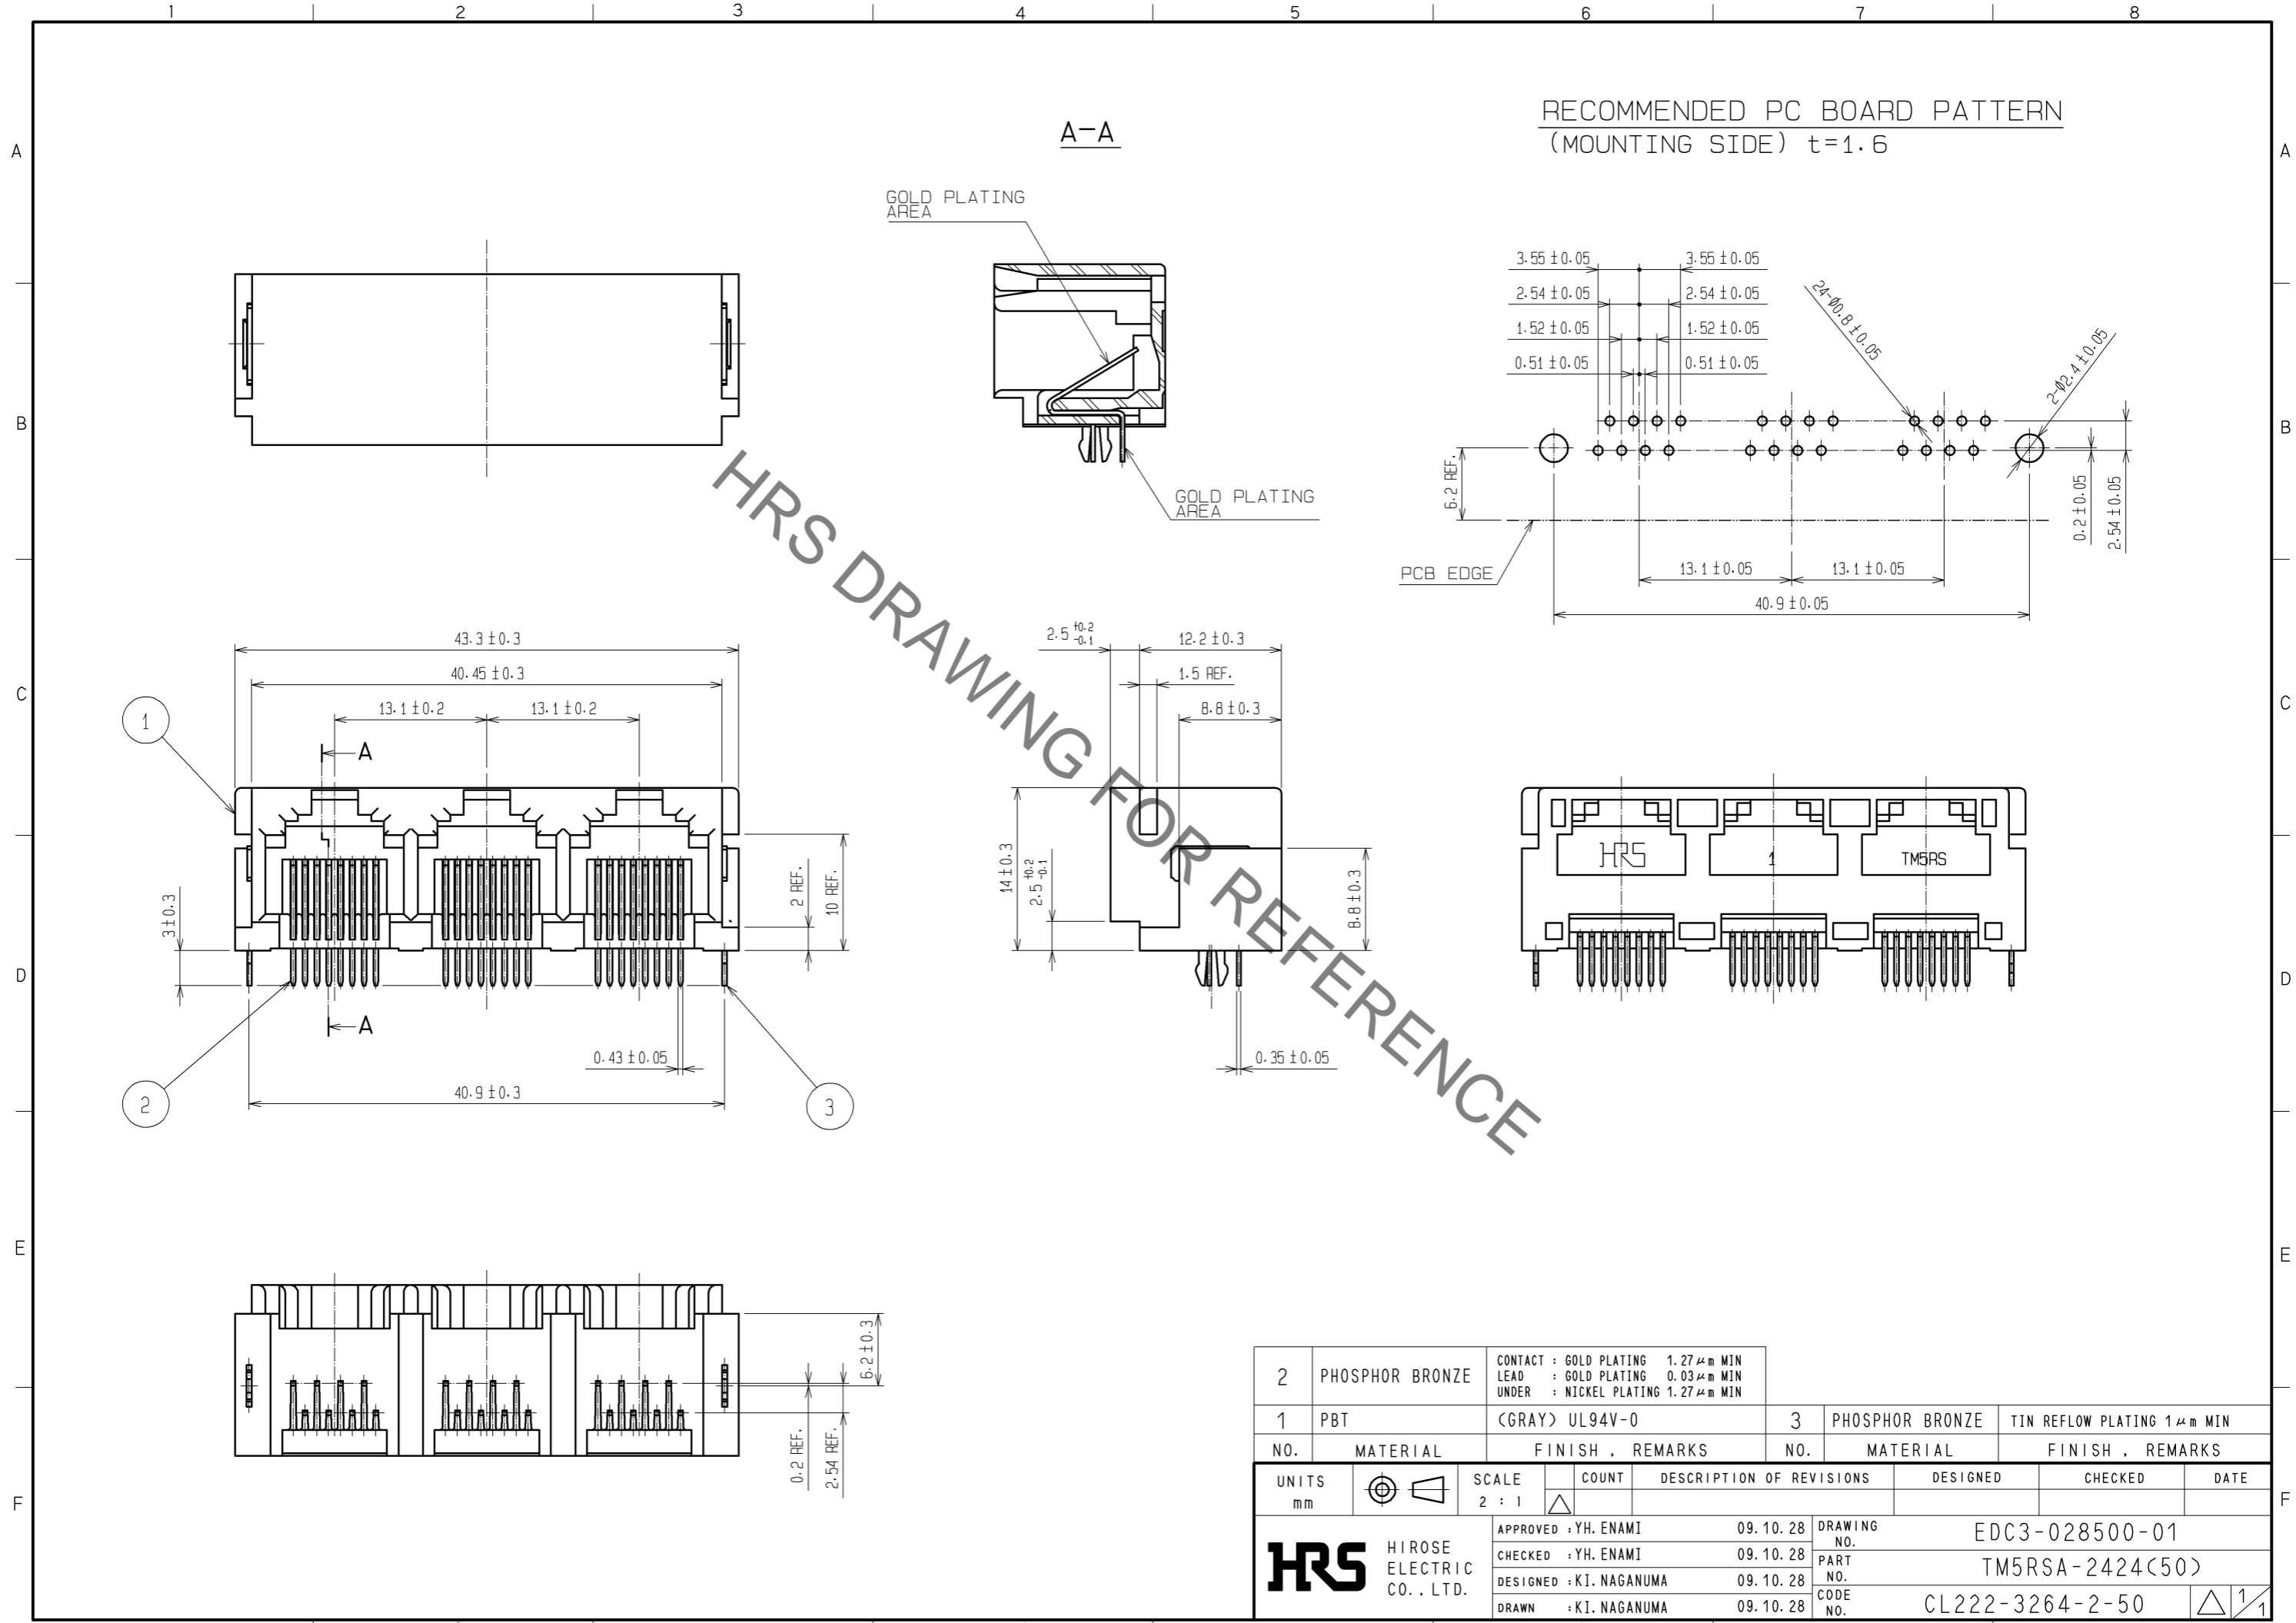 1 2 3 4 5 6 7 8
A
B
C
D
E
F
A
B
C
D
E
F
A-A
GOLD PLATING
AREA
GOLD PLATING
AREA
RECOMMENDED PC BOARD PATTERN
(MOUNTING SIDE) t=1.6
3.55±0.05 3.55±0.05
2.54±0.05 2.54±0.05
1.52±0.05 1.52±0.05
0.51±0.05 0.51±0.05
24-Ø0.8±0.05
2-Ø2.4±0.05
6.2 REF.
0.2±0.05
2.54±0.05
PCB EDGE
13.1±0.05 13.1±0.05
40.9±0.05
HRS DRAWING FOR REFERENCE
43.3±0.3
40.45±0.3
13.1±0.2 13.1±0.2
1
A
3±0.3
2 REF.
10 REF.
A
0.43±0.05
40.9±0.3
2
3
2.5 +0.2 -0.1
12.2±0.3
1.5 REF.
8.8±0.3
14±0.3
2.5 +0.2 -0.1
8.8±0.3
0.35±0.05
HRS
1
TM5RS
6.2±0.3
0.2 REF.
2.54 REF.
2 PHOSPHOR BRONZE
CONTACT : GOLD PLATING 1.27μm MIN
LEAD : GOLD PLATING 0.03μm MIN
UNDER : NICKEL PLATING 1.27μm MIN
1 PBT (GRAY) UL94V-0 3 PHOSPHOR BRONZE TIN REFLOW PLATING 1μm MIN
NO. MATERIAL FINISH , REMARKS NO. MATERIAL FINISH , REMARKS
UNITS
mm
SCALE
2 : 1
COUNT DESCRIPTION OF REVISIONS DESIGNED CHECKED DATE
HRS
HIROSE
ELECTRIC
CO., LTD.
APPROVED : YH. ENAMI 09.10.28
CHECKED : YH. ENAMI 09.10.28
DESIGNED : KI. NAGANUMA 09.10.28
DRAWN : KI. NAGANUMA 09.10.28
DRAWING
NO.
EDC3-028500-01
PART
NO.
TM5RSA-2424(50)
CODE
NO.
CL222-3264-2-50
1/1